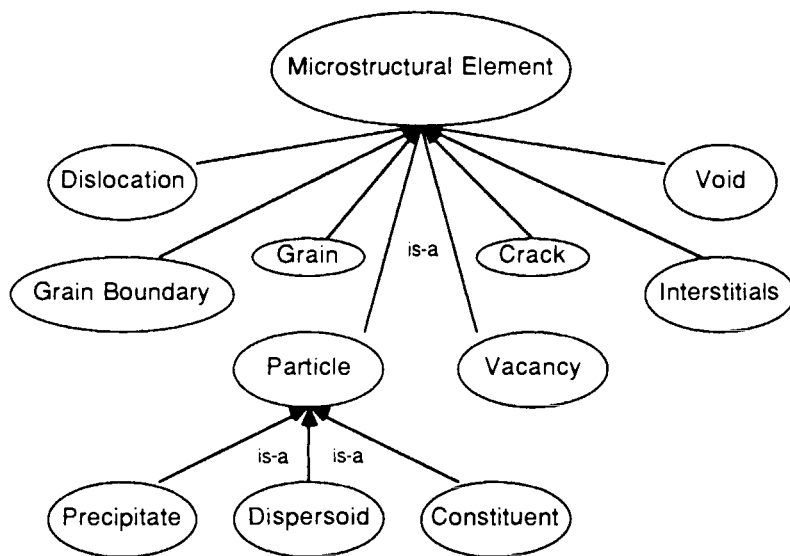 Microstructural Element
Dislocation
Void
Grain
is-a
Crack
Grain Boundary
Interstitials
Particle
Vacancy
is-a
is-a
Precipitate
Dispersoid
Constituent